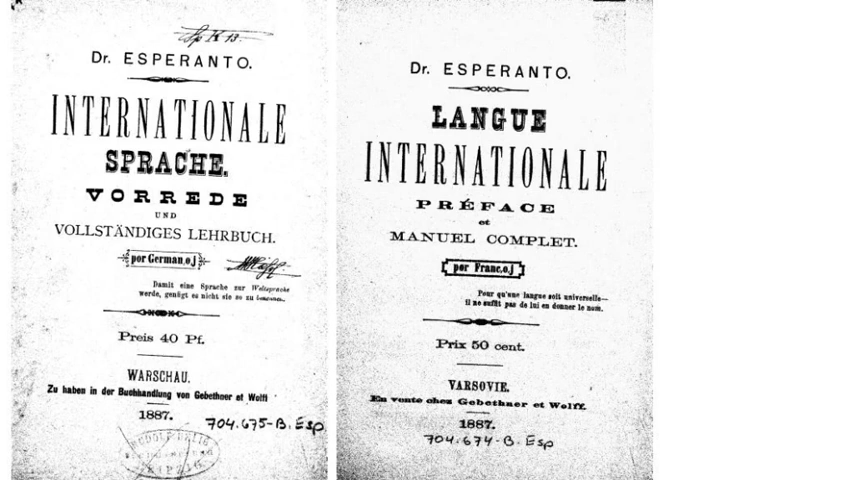 Dr. ESPERANTO.
INTERNATIONALE
SPRACHE.
VORREDE
UND
VOLLSTÄNDIGES LEHRBUCH.
por German,o,j
Damit eine Sprache zur Weltsprache
werde, genügt es nicht sie so zu benennen.
Preis 40 Pf.
WARSCHAU.
Zu haben in der Buchhandlung von Gebethner et Wolff
1887.
704.675-B. Esp
LEIPZIG
Dr. ESPERANTO.
LANGUE
INTERNATIONALE
PRÉFACE
et
MANUEL COMPLET.
por Franc,o,j
Pour qu'une langue soit universelle—
il ne suffit pas de lui en donner le nom.
Prix 50 cent.
VARSOVIE.
En vente chez Gebethner et Wolff.
1887.
704.674-B. Esp